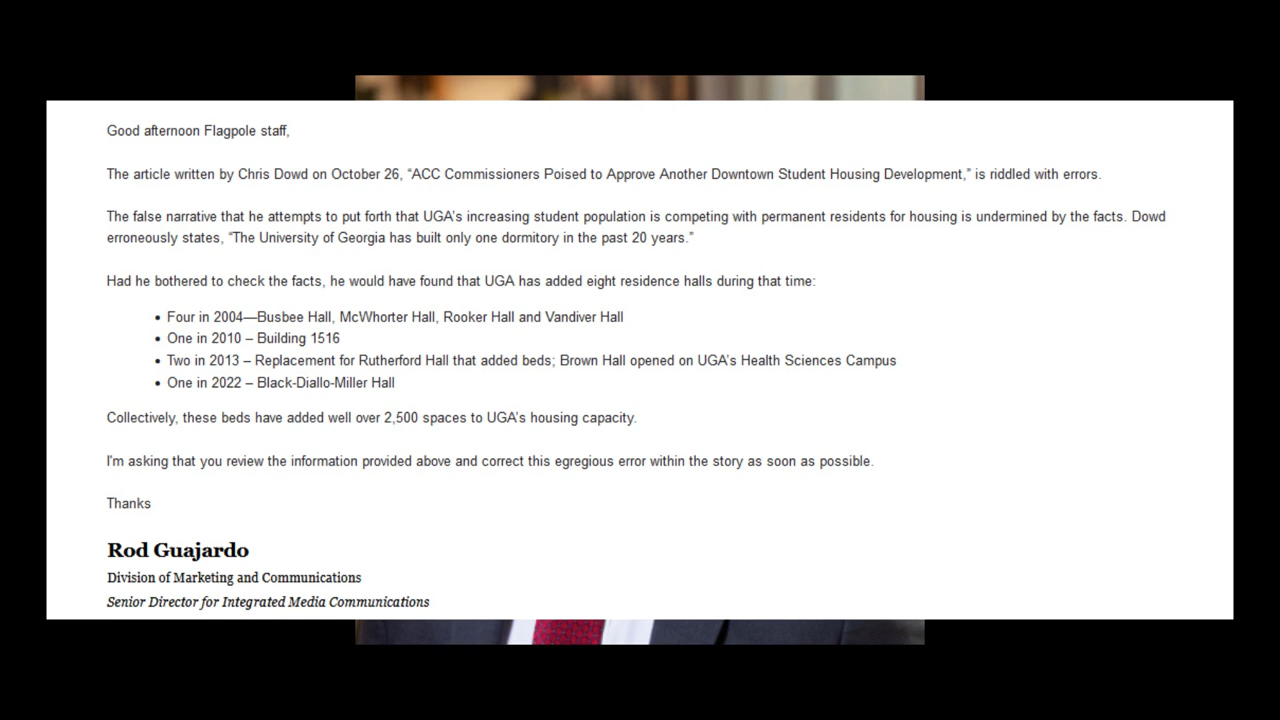 Good afternoon Flagpole staff,
The article written by Chris Dowd on October 26, “ACC Commissioners Poised to Approve Another Downtown Student Housing Development,” is riddled with errors.
The false narrative that he attempts to put forth that UGA’s increasing student population is competing with permanent residents for housing is undermined by the facts. Dowd
erroneously states, “The University of Georgia has built only one dormitory in the past 20 years.”
Had he bothered to check the facts, he would have found that UGA has added eight residence halls during that time:
• Four in 2004—Busbee Hall, McWhorter Hall, Rooker Hall and Vandiver Hall
• One in 2010 – Building 1516
• Two in 2013 – Replacement for Rutherford Hall that added beds; Brown Hall opened on UGA’s Health Sciences Campus
• One in 2022 – Black-Diallo-Miller Hall
Collectively, these beds have added well over 2,500 spaces to UGA’s housing capacity.
I'm asking that you review the information provided above and correct this egregious error within the story as soon as possible.
Thanks
Rod Guajardo
Division of Marketing and Communications
Senior Director for Integrated Media Communications